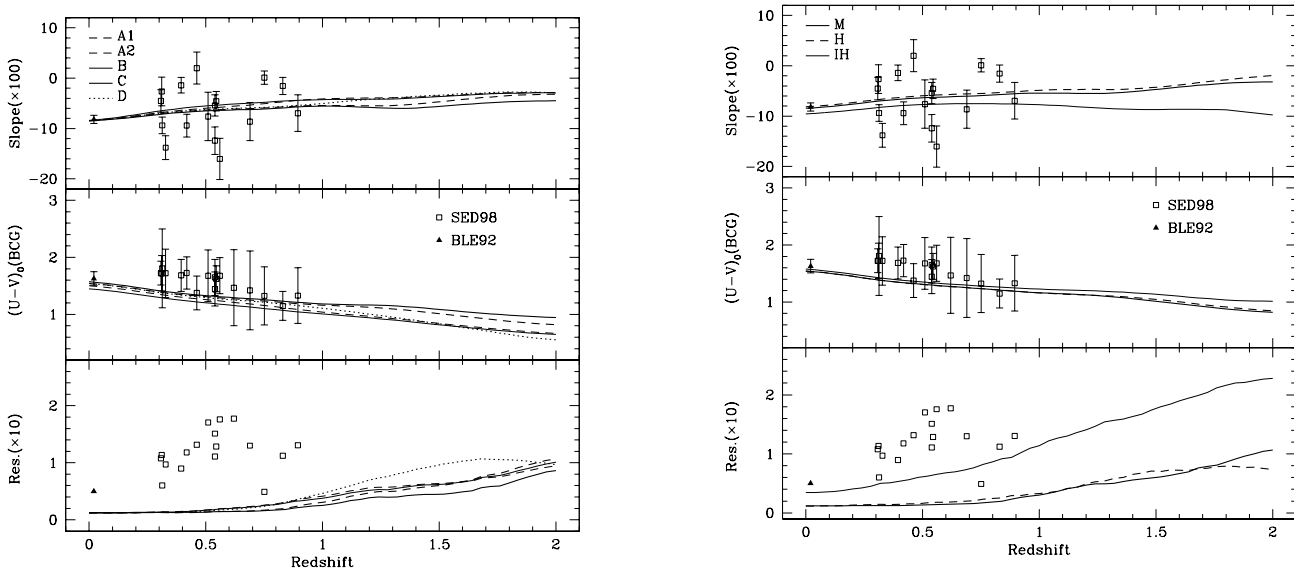 10
0
−10
−20
Slope(×100)
A1
A2
B
C
D
3
2
1
(U−V)₀(BCG)
SED98
BLE92
2
1
0
Res.(×10)
0
0.5
1
1.5
2
Redshift
10
0
−10
−20
Slope(×100)
M
H
IH
3
2
1
(U−V)₀(BCG)
SED98
BLE92
2
1
0
Res.(×10)
0
0.5
1
1.5
2
Redshift